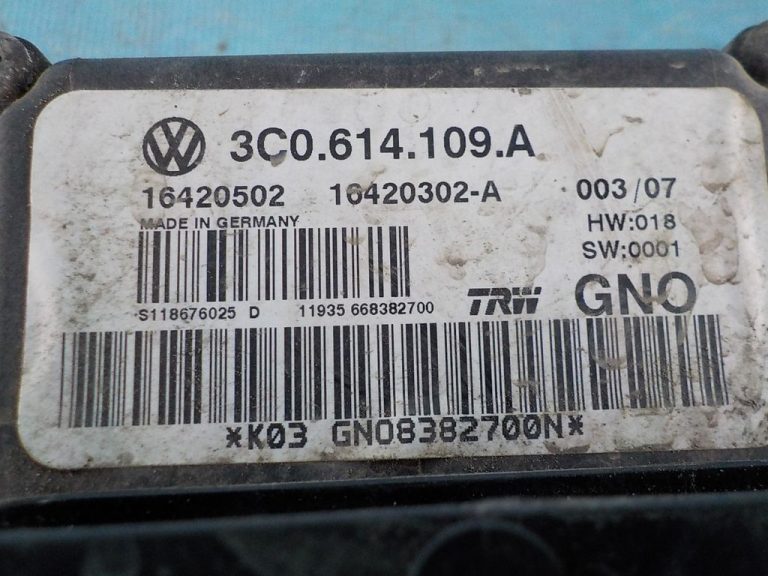 3C0.614.109.A
16420502 16420302-A 003/07
MADE IN GERMANY HW:018
SW:0001
S118676025 D 11935 668382700 TRW GNO
*K03 GNO8382700N*